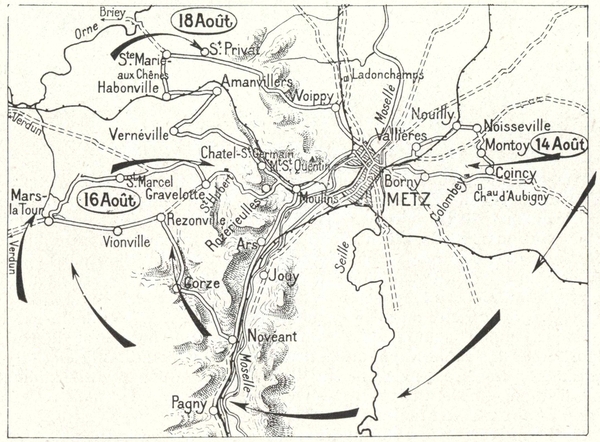 Briey
18 Août
Orne
St Privat
Ste Marie-
aux Chênes
Ladonchamps
Habonville
Amanvillers
Woippy
Moselle
Nouilly
Verdun
Vernéville
Vallières
Noisseville
Montoy
14 Août
Chatel-St Germain
Mt St Quentin
St Marcel
Gravelotte
St Hubert
Coincy
Borny
Colombey
Chau d'Aubigny
Mars-
la Tour
16 Août
Rezonville
Rozerieulles
Moulins
METZ
Vionville
Ars
Seille
Verdun
Jouy
Gorze
Novéant
Moselle
Pagny